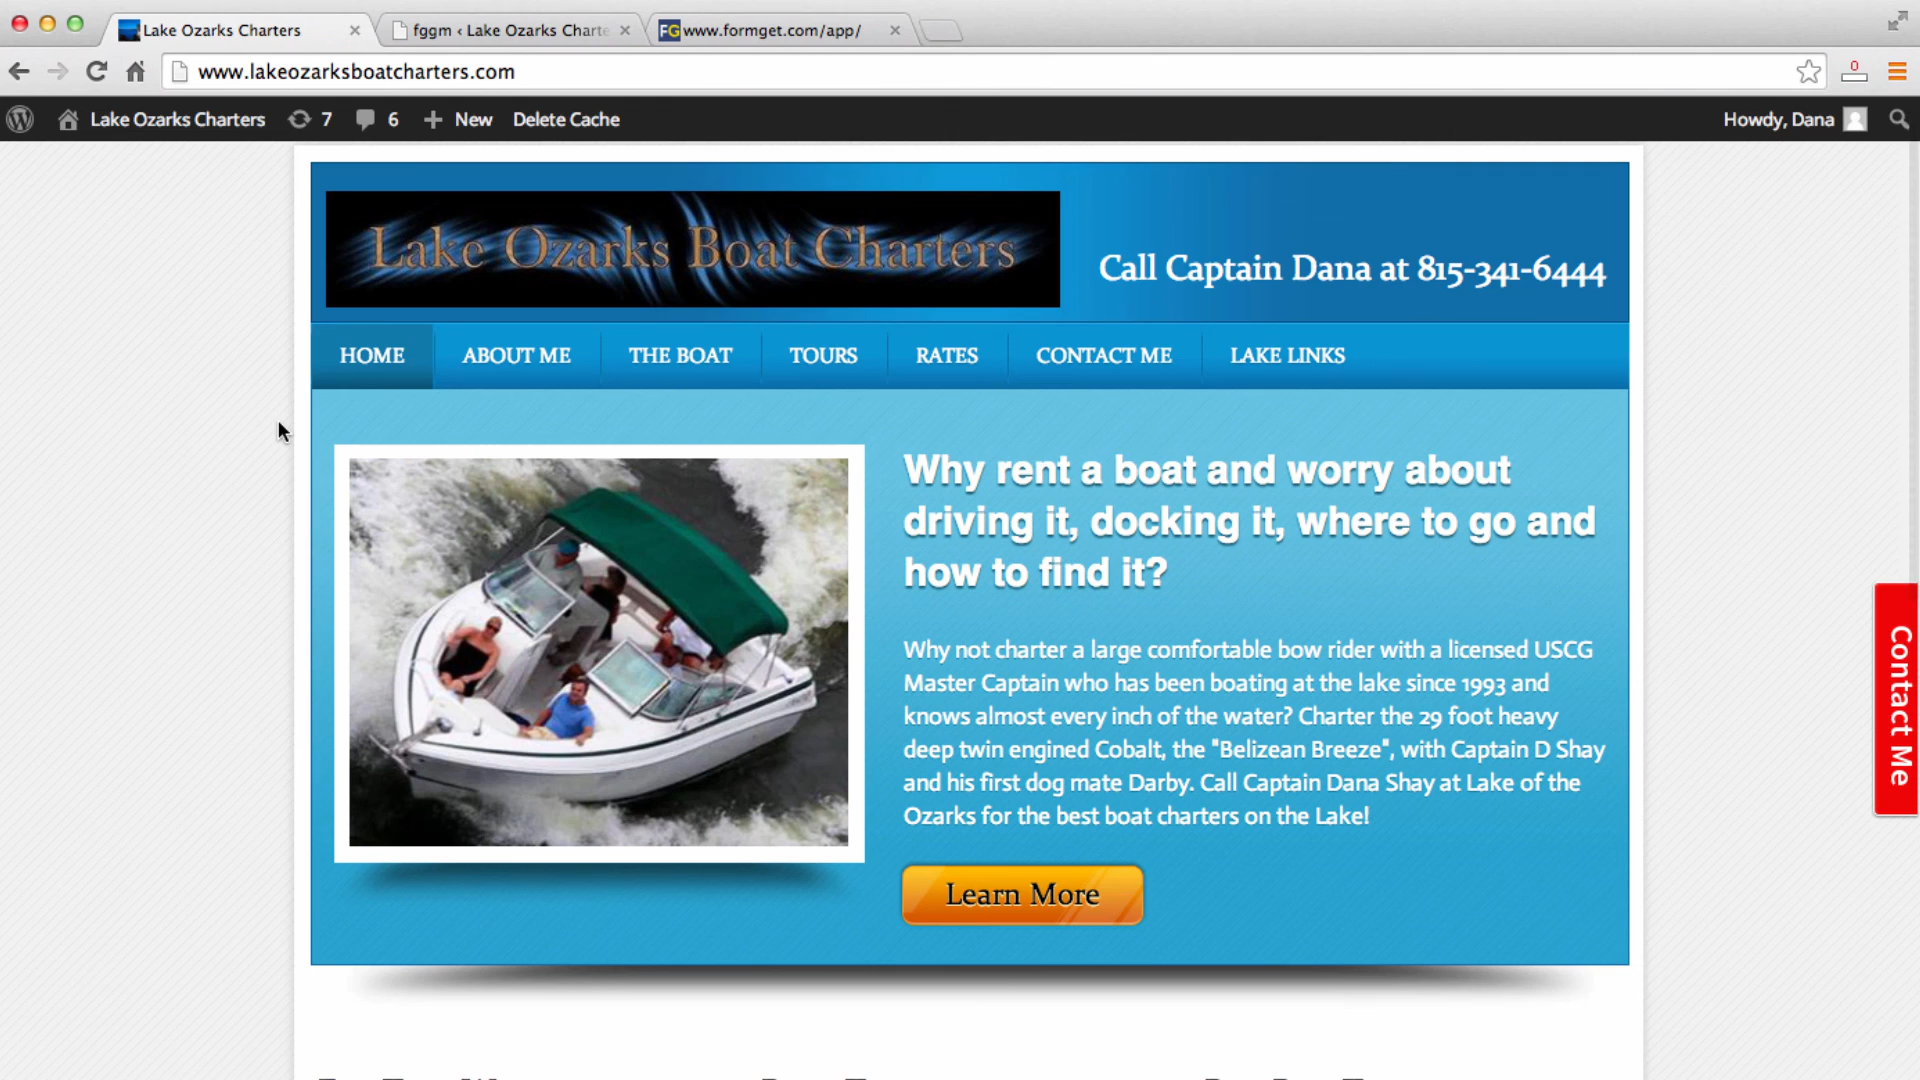 Lake Ozarks Charters
fggm ‹ Lake Ozarks Charte
FG www.formget.com/app/
www.lakeozarksboatcharters.com
0
Lake Ozarks Charters 7 6 New Delete Cache
Howdy, Dana
Lake Ozarks Boat Charters
Call Captain Dana at 815-341-6444
HOME ABOUT ME THE BOAT TOURS RATES CONTACT ME LAKE LINKS
Why rent a boat and worry about
driving it, docking it, where to go and
how to find it?
Why not charter a large comfortable bow rider with a licensed USCG
Master Captain who has been boating at the lake since 1993 and
knows almost every inch of the water? Charter the 29 foot heavy
deep twin engined Cobalt, the "Belizean Breeze", with Captain D Shay
and his first dog mate Darby. Call Captain Dana Shay at Lake of the
Ozarks for the best boat charters on the Lake!
Learn More
Contact Me